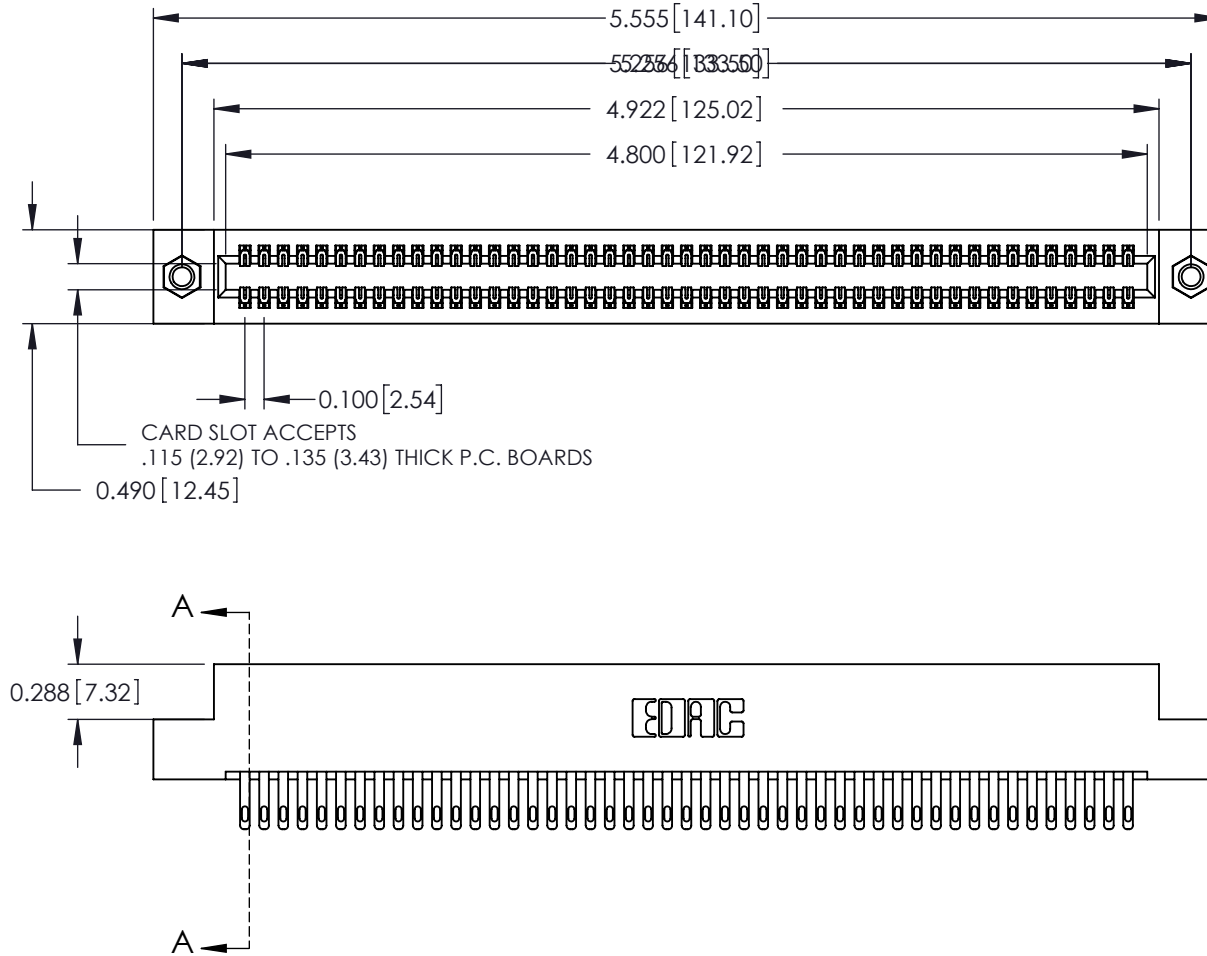 5.555[141.10]
4.922[125.02]
4.800[121.92]
0.100[2.54]
CARD SLOT ACCEPTS
.115 (2.92) TO .135 (3.43) THICK P.C. BOARDS
0.490[12.45]
A
0.288[7.32]
EDAC
A